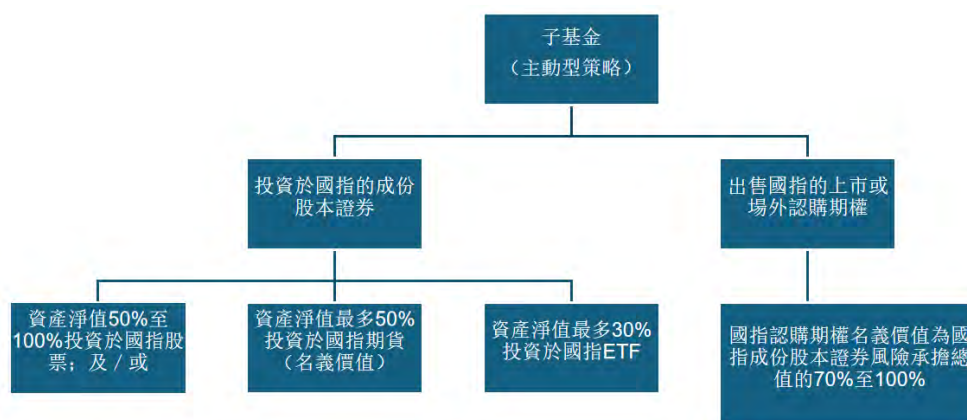 子基金
（主動型策略）
投資於國指的成份
股本證券
出售國指的上市或
場外認購期權
資產淨值50%至
100%投資於國指股
票；及／或
資產淨值最多50%
投資於國指期貨
（名義價值）
資產淨值最多30%
投資於國指ETF
國指認購期權名義價值為國
指成份股本證券風險承擔總
值的70%至100%